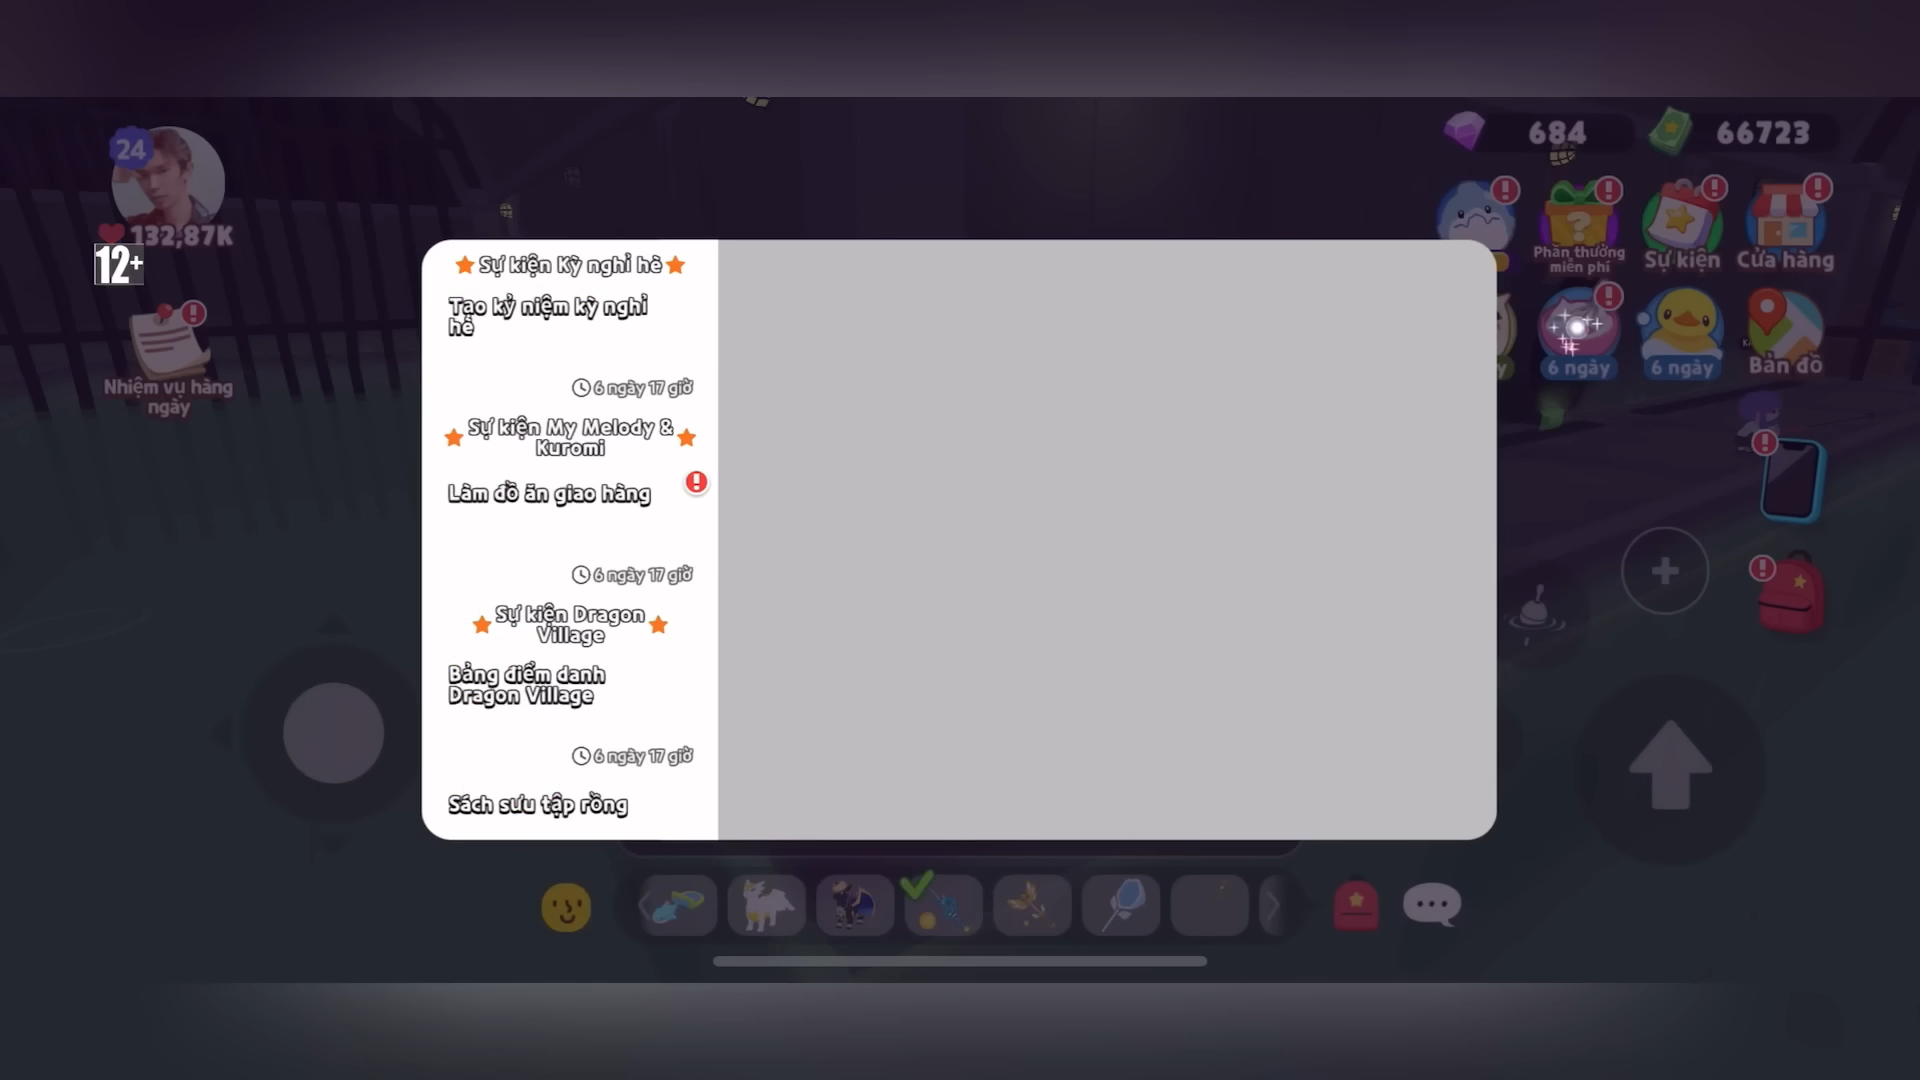 24
132,87K
12+
Nhiệm vụ hàng
ngày
684
66723
Phần thưởng
miễn phí
Sự kiện
Cửa hàng
6 ngày
6 ngày
Bản đồ
Sự kiện Kỳ nghỉ hè
Tạo kỷ niệm kỳ nghỉ
hè
6 ngày 17 giờ
Sự kiện My Melody &
Kuromi
Làm đồ ăn giao hàng
6 ngày 17 giờ
Sự kiện Dragon
Village
Bảng điểm danh
Dragon Village
6 ngày 17 giờ
Sách sưu tập rồng